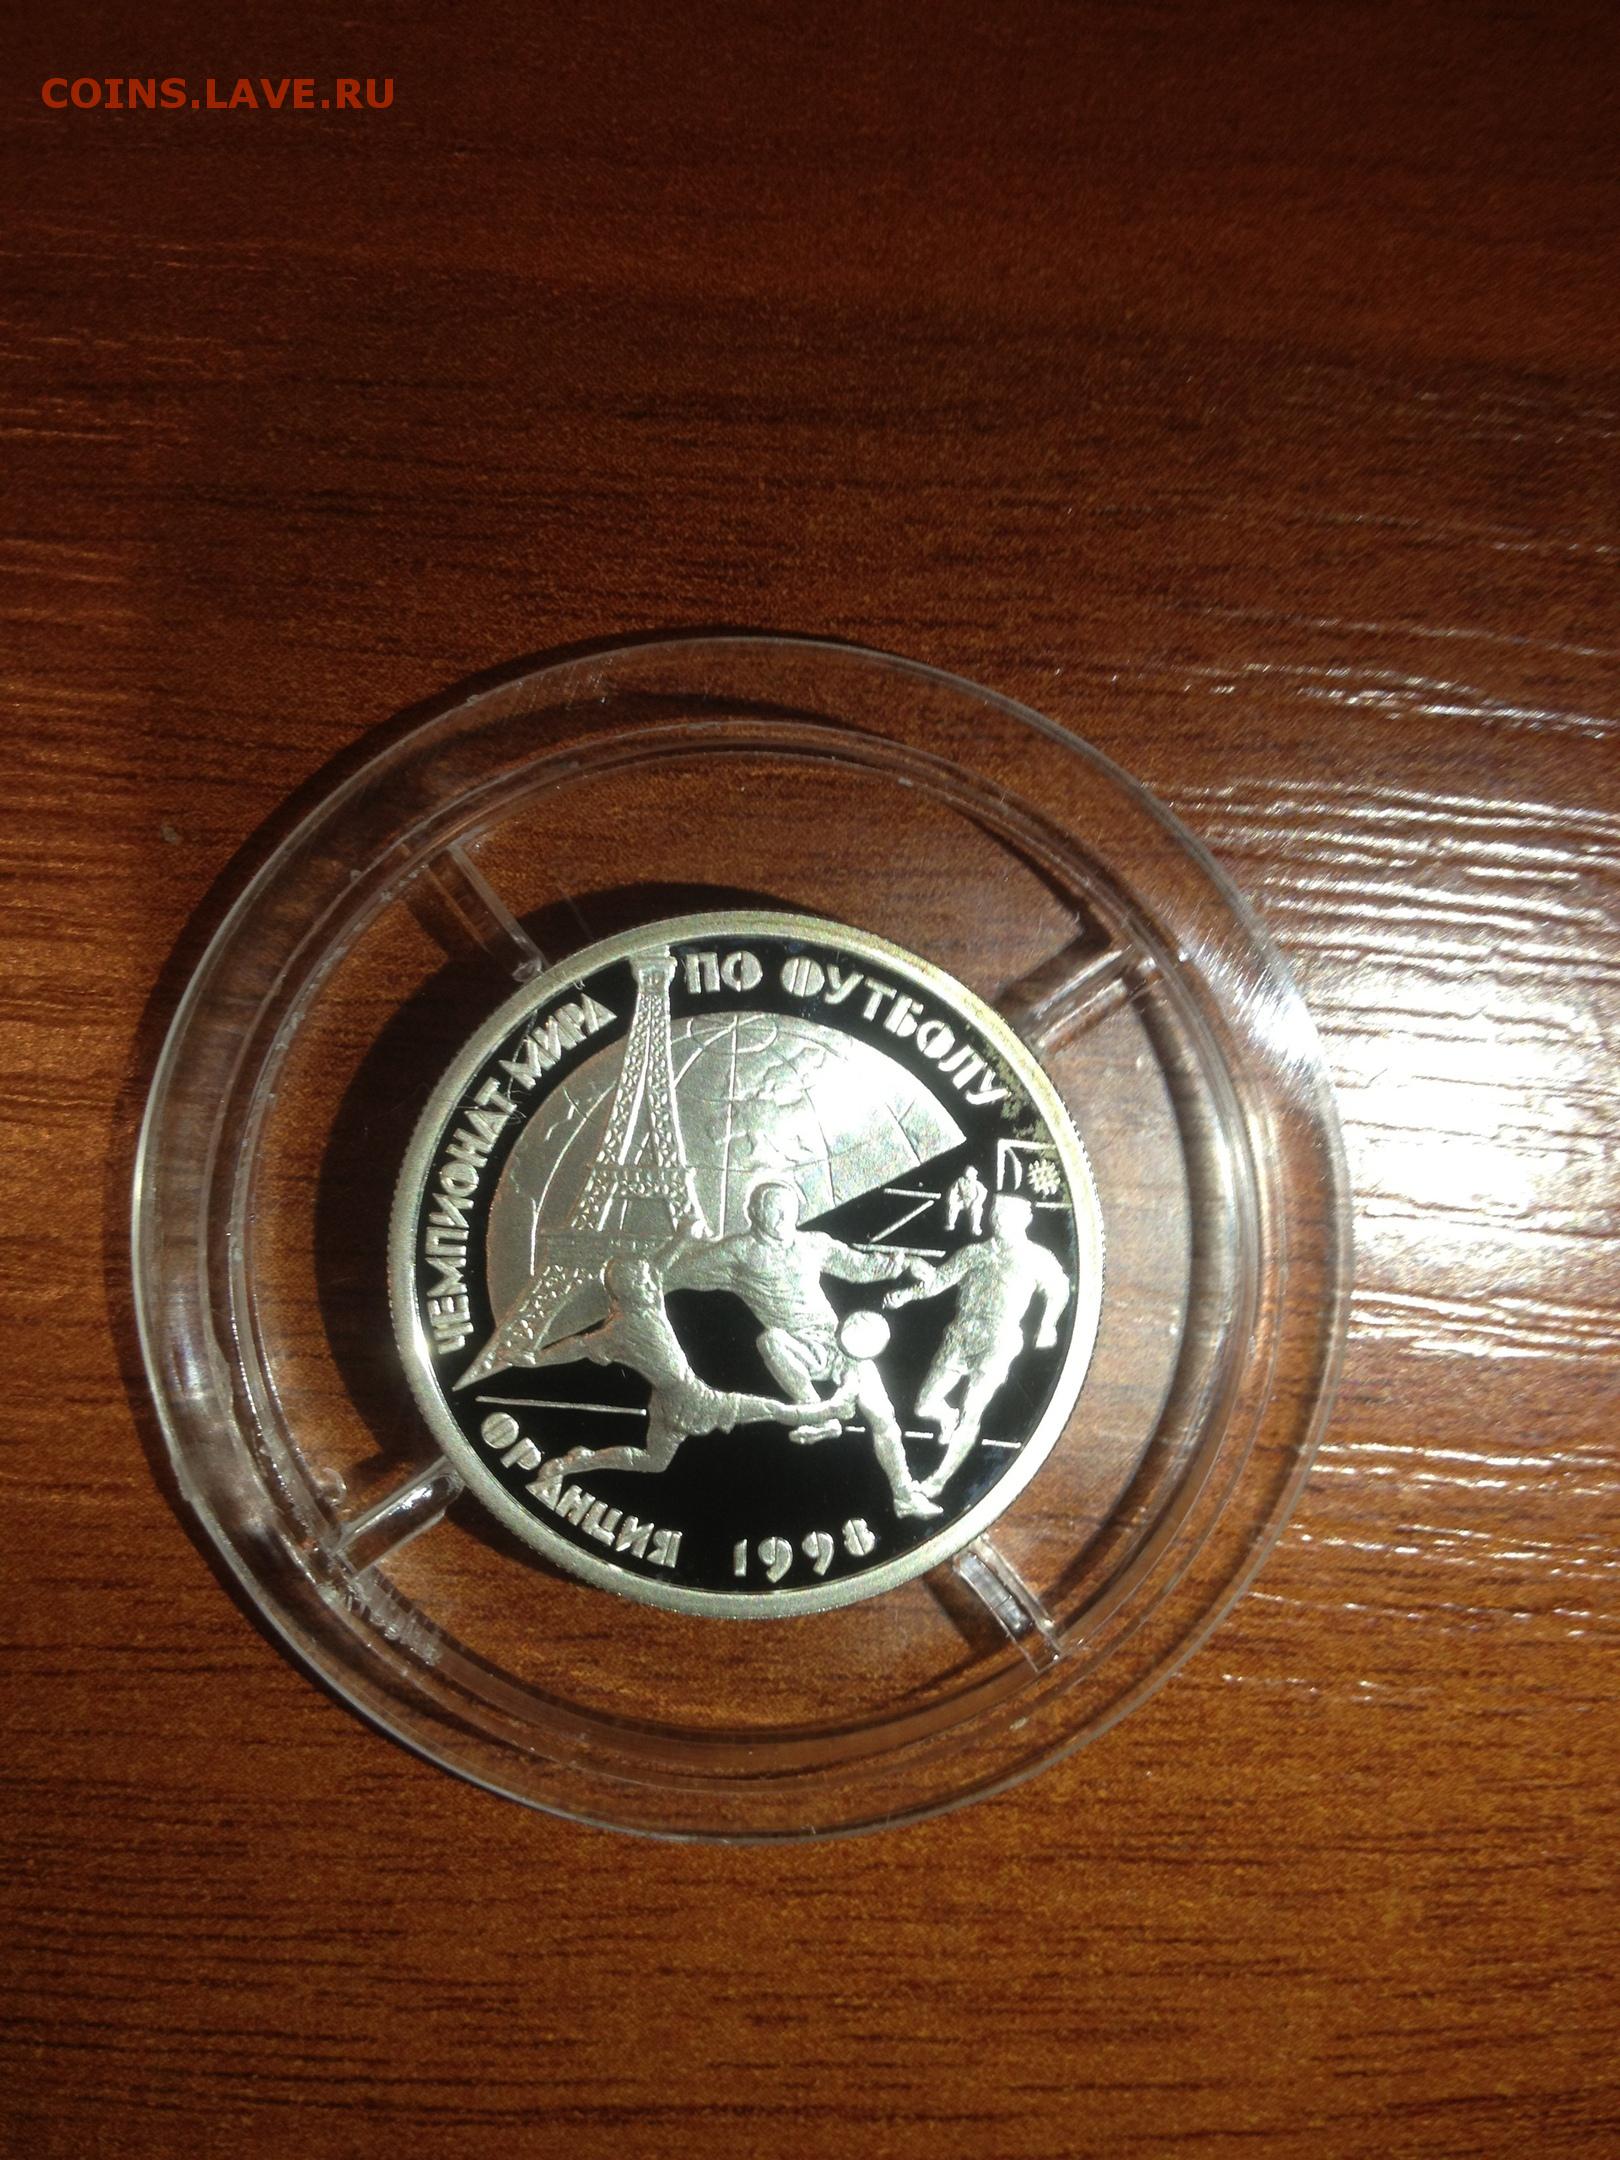 COINS.LAVE.RU
ЧЕМПИОНАТ МИРА ПО ФУТБОЛУ
ФРАНЦИЯ 1998